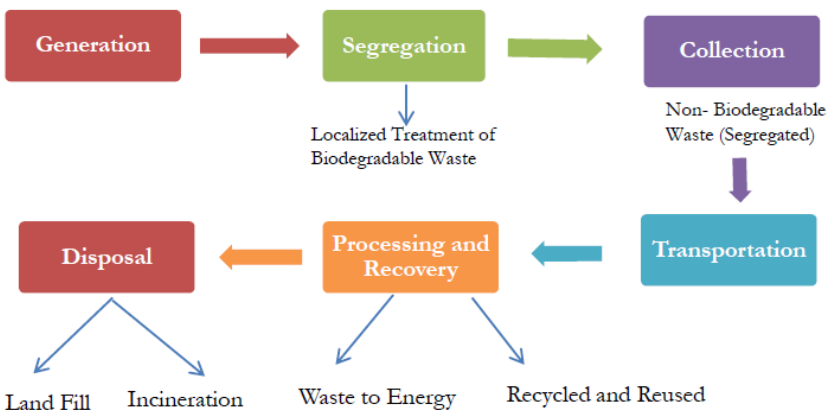 Generation
Segregation
Collection
Localized Treatment of
Biodegradable Waste
Non- Biodegradable
Waste (Segregated)
Transportation
Processing and
Recovery
Disposal
Land Fill
Incineration
Waste to Energy
Recycled and Reused